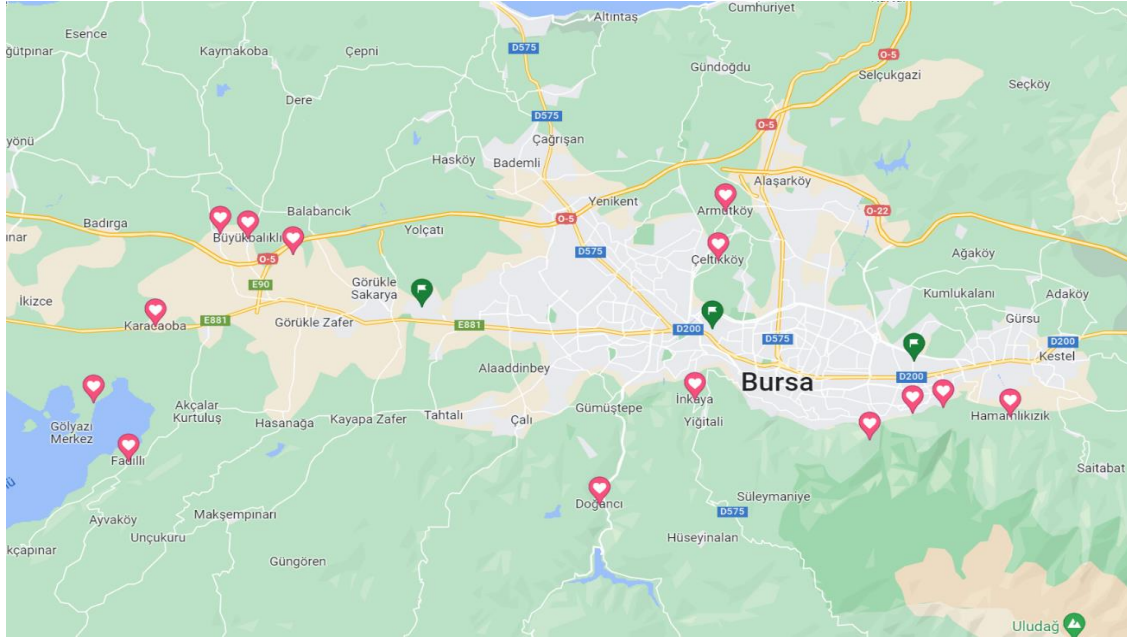 Cumhuriyet
Altıntaş
Esence
Kaymakoba
Çepni
D575
O-5
Gündoğdu
Selçukgazi
Seçköy
Dere
D575
O-5
Çağrışan
Hasköy
Bademli
Alaşarköy
Yenikent
Armutköy
Balabancık
Badırga
Yolçatı
O-5
O-22
Büyükbalıklı
O-5
D575
Çeltikköy
Ağaköy
E90
Görükle
Sakarya
İkizce
Kumlukalanı
Adaköy
Karacaoba
E881
Görükle Zafer
E881
D200
D575
Gürsu
D200
Kestel
Alaaddinbey
Bursa
D200
İnkaya
Akçalar
Kurtuluş
Hasanağa
Kayapa Zafer
Tahtalı
Çalı
Gümüştepe
Yiğitali
Hamamlıkızık
Gölyazı
Merkez
Fadıllı
Saitabat
Doğancı
Süleymaniye
D575
Ayvaköy
Makşempınarı
Unçukuru
Hüseyinalan
Güngören
Uludağ